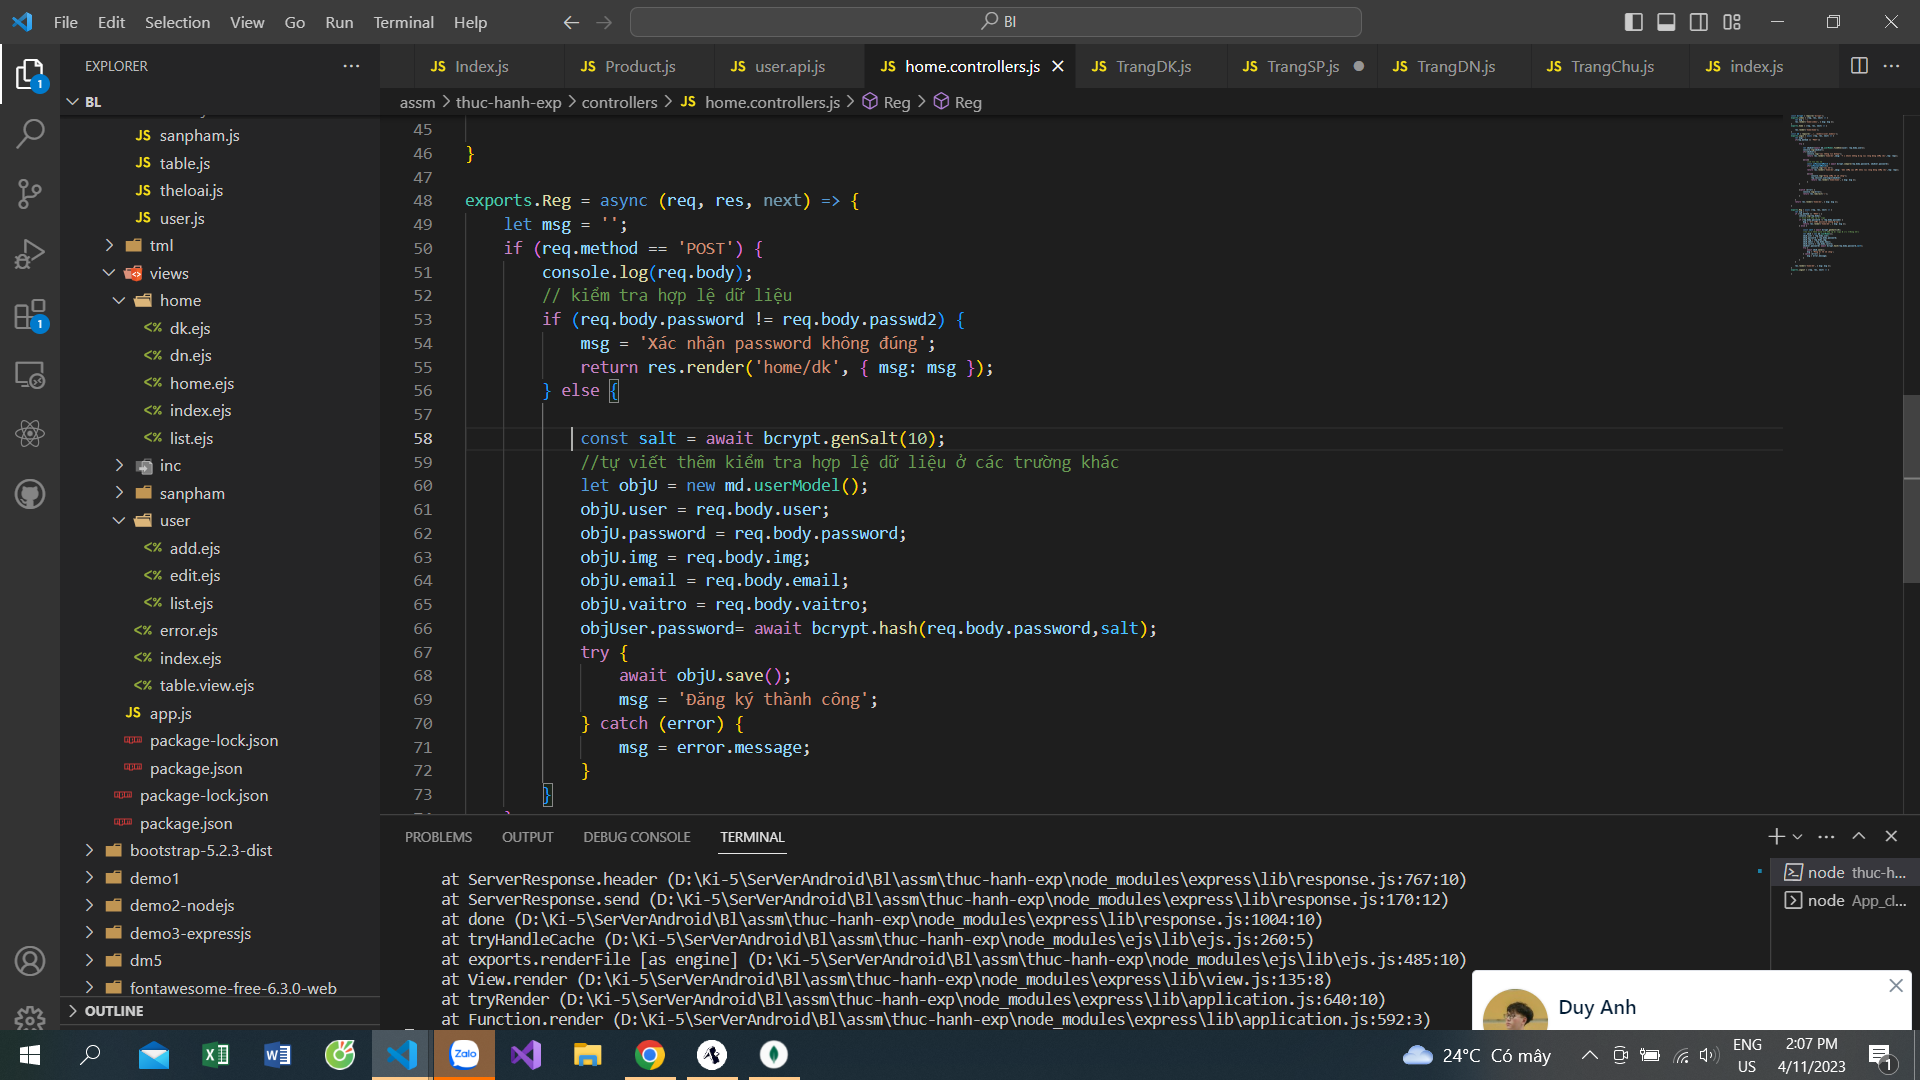 File Edit Selection View Go Run Terminal Help
Bl
EXPLORER
BL
sanpham.js
table.js
theloai.js
user.js
tml
views
home
dk.ejs
dn.ejs
home.ejs
index.ejs
list.ejs
inc
sanpham
user
add.ejs
edit.ejs
list.ejs
error.ejs
index.ejs
table.view.ejs
app.js
package-lock.json
package.json
package-lock.json
package.json
bootstrap-5.2.3-dist
demo1
demo2-nodejs
demo3-expressjs
dm5
fontawesome-free-6.3.0-web
OUTLINE
1
1
JS Index.js JS Product.js JS user.api.js JS home.controllers.js JS TrangDK.js JS TrangSP.js JS TrangDN.js JS TrangChu.js JS index.js
assm > thuc-hanh-exp > controllers > JS home.controllers.js > Reg > Reg
45
46 }
47
48 exports.Reg = async (req, res, next) => {
49 let msg = '';
50 if (req.method == 'POST') {
51 console.log(req.body);
52 // kiểm tra hợp lệ dữ liệu
53 if (req.body.password != req.body.passwd2) {
54 msg = 'Xác nhận password không đúng';
55 return res.render('home/dk', { msg: msg });
56 } else {
57
58 const salt = await bcrypt.genSalt(10);
59 //tự viết thêm kiểm tra hợp lệ dữ liệu ở các trường khác
60 let objU = new md.userModel();
61 objU.user = req.body.user;
62 objU.password = req.body.password;
63 objU.img = req.body.img;
64 objU.email = req.body.email;
65 objU.vaitro = req.body.vaitro;
66 objUser.password= await bcrypt.hash(req.body.password,salt);
67 try {
68 await objU.save();
69 msg = 'Đăng ký thành công';
70 } catch (error) {
71 msg = error.message;
72 }
73 }
PROBLEMS OUTPUT DEBUG CONSOLE TERMINAL
at ServerResponse.header (D:\Ki-5\SerVerAndroid\Bl\assm\thuc-hanh-exp\node_modules\express\lib\response.js:767:10)
at ServerResponse.send (D:\Ki-5\SerVerAndroid\Bl\assm\thuc-hanh-exp\node_modules\express\lib\response.js:170:12)
at done (D:\Ki-5\SerVerAndroid\Bl\assm\thuc-hanh-exp\node_modules\express\lib\response.js:1004:10)
at tryHandleCache (D:\Ki-5\SerVerAndroid\Bl\assm\thuc-hanh-exp\node_modules\ejs\lib\ejs.js:260:5)
at exports.renderFile [as engine] (D:\Ki-5\SerVerAndroid\Bl\assm\thuc-hanh-exp\node_modules\ejs\lib\ejs.js:485:10)
at View.render (D:\Ki-5\SerVerAndroid\Bl\assm\thuc-hanh-exp\node_modules\express\lib\view.js:135:8)
at tryRender (D:\Ki-5\SerVerAndroid\Bl\assm\thuc-hanh-exp\node_modules\express\lib\application.js:640:10)
at Function.render (D:\Ki-5\SerVerAndroid\Bl\assm\thuc-hanh-exp\node_modules\express\lib\application.js:592:3)
node thuc-h...
node App_cl...
Duy Anh
Zalo
24°C Có mây
ENG
US
2:07 PM
4/11/2023
1